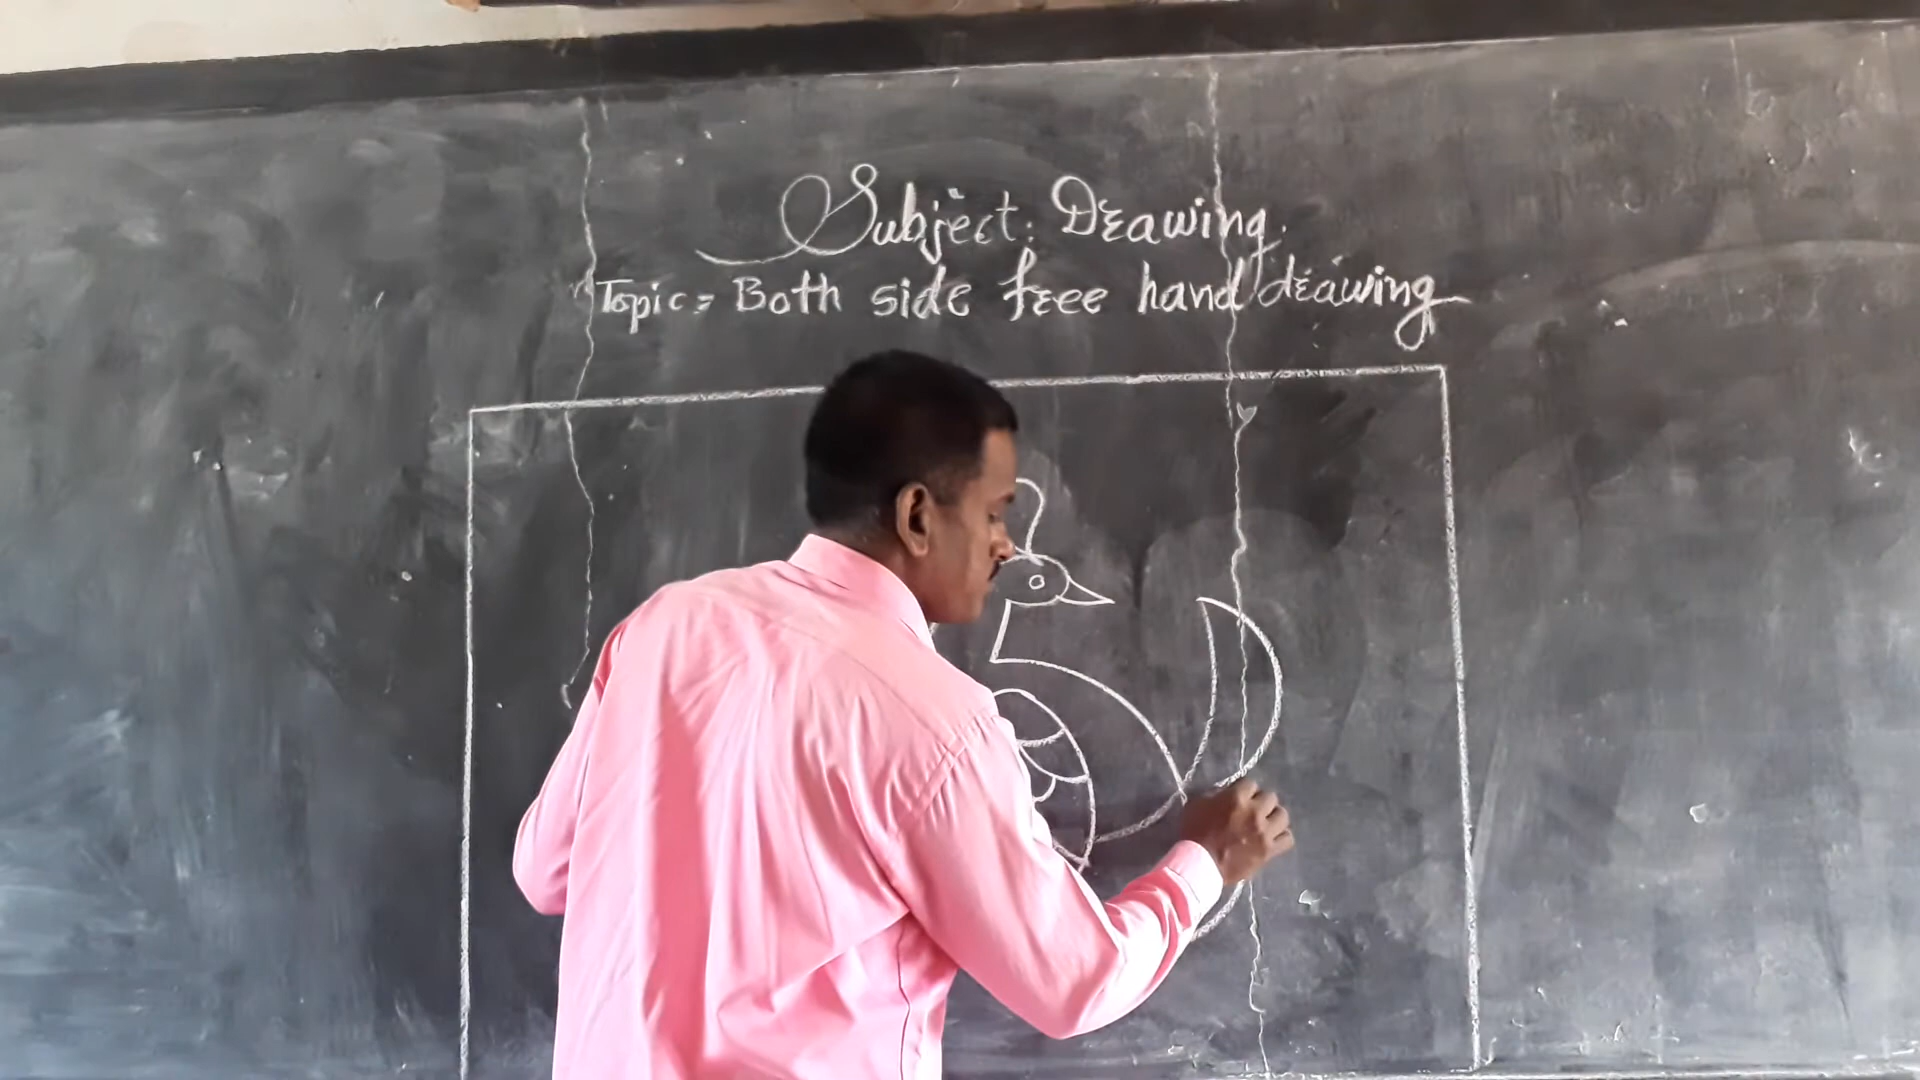 Subject: Drawing.
Topic = Both side free hand drawing